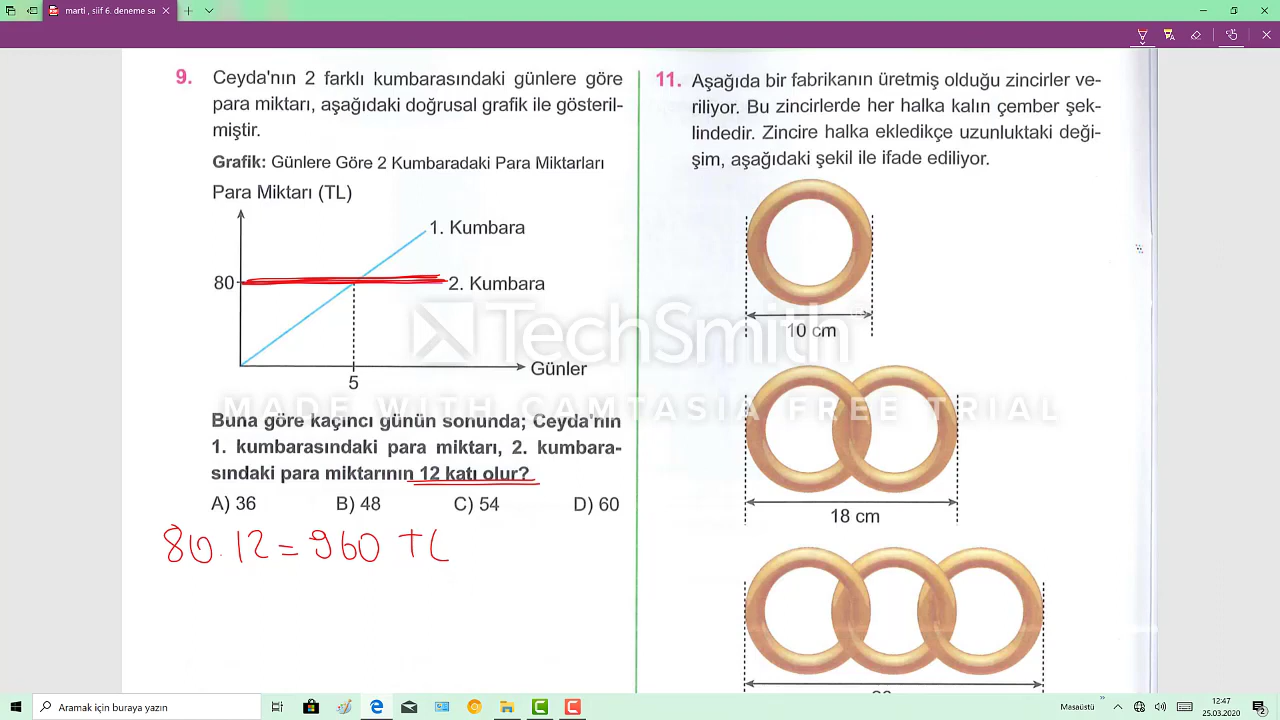 marti , siif 6. deneme sa
9. Ceyda'nın 2 farklı kumbarasındaki günlere göre
para miktarı, aşağıdaki doğrusal grafik ile gösteril-
miştir.
Grafik: Günlere Göre 2 Kumbaradaki Para Miktarları
Para Miktarı (TL)
1. Kumbara
80
2. Kumbara
Günler
5
Buna göre kaçıncı günün sonunda; Ceyda'nın
1. kumbarasındaki para miktarı, 2. kumbara-
sındaki para miktarının 12 katı olur?
A) 36 B) 48 C) 54 D) 60
80.12=960 TL
11. Aşağıda bir fabrikanın üretmiş olduğu zincirler ve-
riliyor. Bu zincirlerde her halka kalın çember şek-
lindedir. Zincire halka ekledikçe uzunluktaki deği-
şim, aşağıdaki şekil ile ifade ediliyor.
10 cm
18 cm
TechSmith
MADE WITH CAMTASIA FREE TRIAL
Aramak için buraya yazın
Masaüstü
12:47
25.03.2020
2